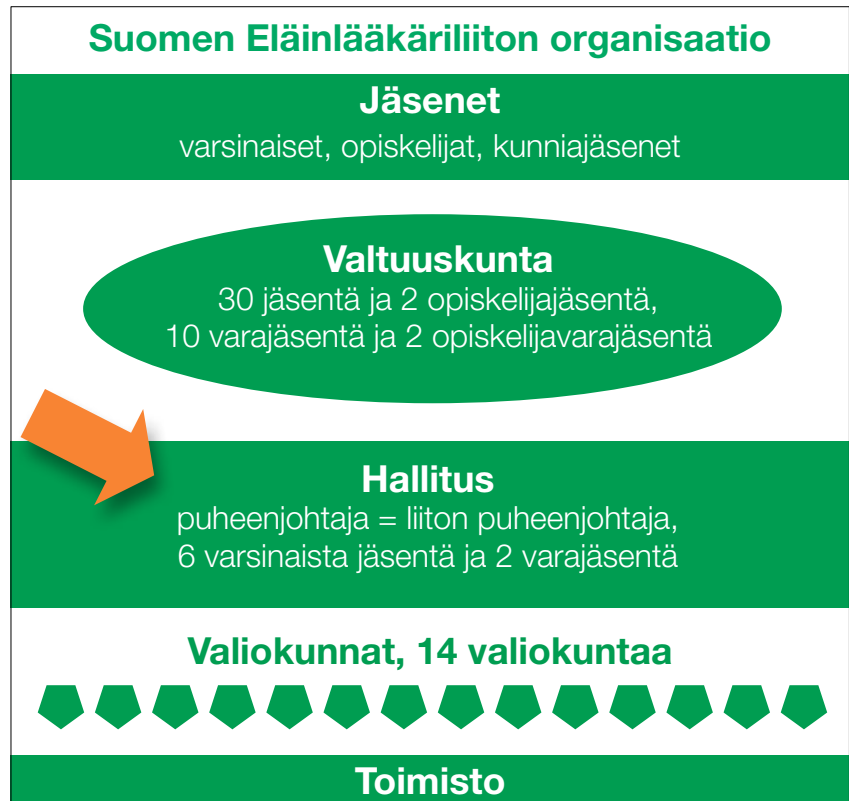 Suomen Eläinlääkäriliiton organisaatio
Jäsenet
varsinaiset, opiskelijat, kunniajäsenet
Valtuuskunta
30 jäsentä ja 2 opiskelijajäsentä,
10 varajäsentä ja 2 opiskelijavarajäsentä
Hallitus
puheenjohtaja = liiton puheenjohtaja,
6 varsinaista jäsentä ja 2 varajäsentä
Valiokunnat, 14 valiokuntaa
Toimisto